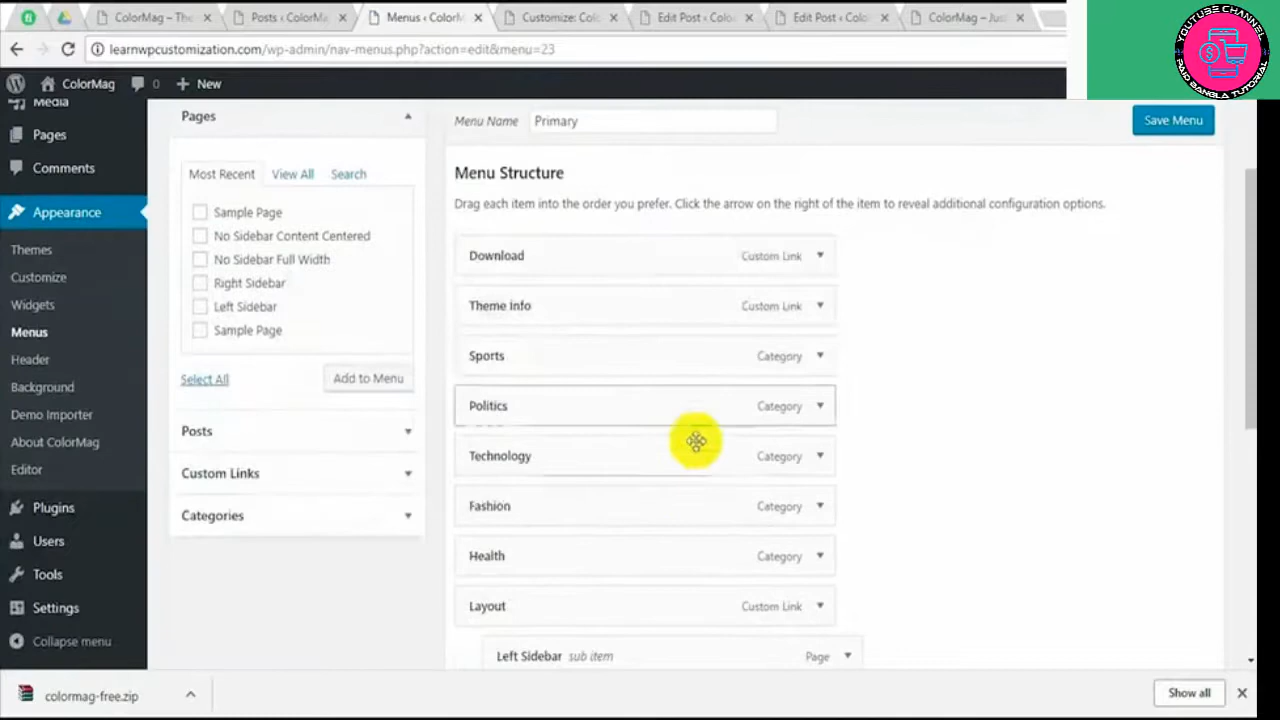 ColorMag – The
Posts ‹ ColorMa
Menus ‹ ColorM
Customize: Colo
Edit Post ‹ Color
Edit Post ‹ Color
ColorMag – Just
learnwpcustomization.com/wp-admin/nav-menus.php?action=edit&menu=23
YOUTUBE CHANNEL
PAID BANGLA TUTORIAL
ColorMag
0
New
Media
Pages
Comments
Appearance
Themes
Customize
Widgets
Menus
Header
Background
Demo Importer
About ColorMag
Editor
Plugins
Users
Tools
Settings
Collapse menu
Pages
Most Recent View All Search
Sample Page
No Sidebar Content Centered
No Sidebar Full Width
Right Sidebar
Left Sidebar
Sample Page
Select All
Add to Menu
Posts
Custom Links
Categories
Menu Name Primary
Save Menu
Menu Structure
Drag each item into the order you prefer. Click the arrow on the right of the item to reveal additional configuration options.
Download Custom Link
Theme Info Custom Link
Sports Category
Politics Category
Technology Category
Fashion Category
Health Category
Layout Custom Link
Left Sidebar sub item Page
colormag-free.zip
Show all